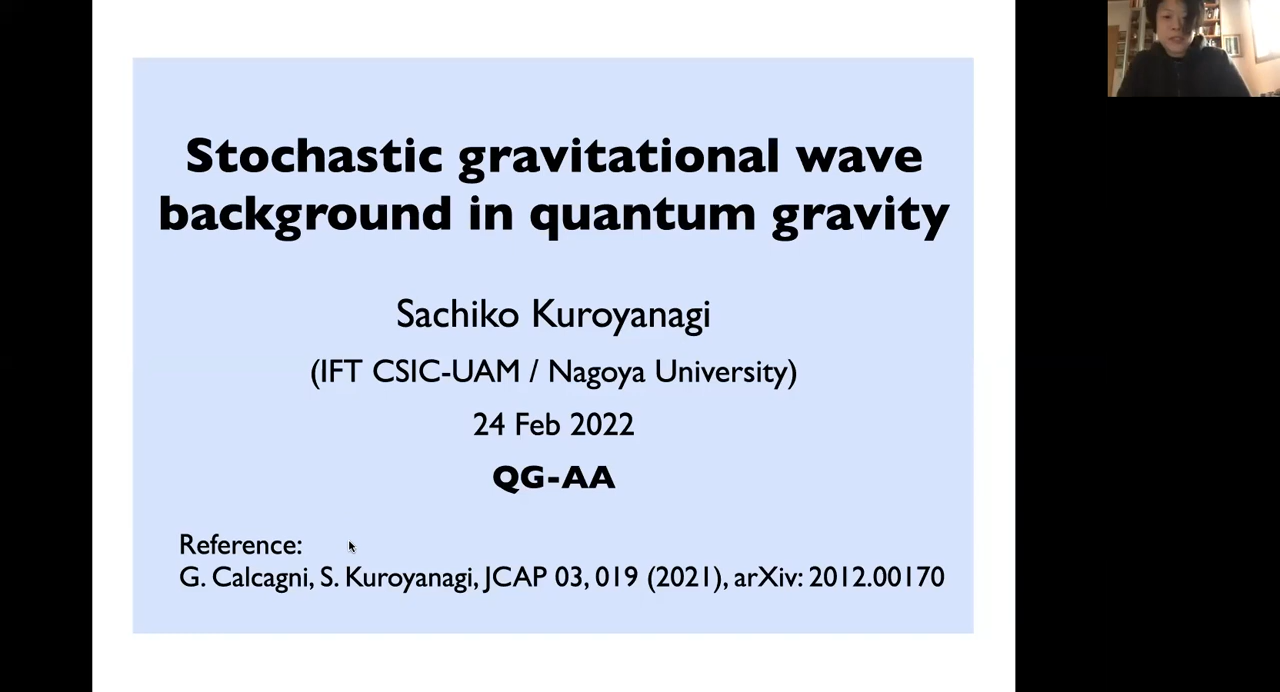 Stochastic gravitational wave
background in quantum gravity
Sachiko Kuroyanagi
(IFT CSIC-UAM / Nagoya University)
24 Feb 2022
QG-AA
Reference:
G. Calcagni, S. Kuroyanagi, JCAP 03, 019 (2021), arXiv: 2012.00170